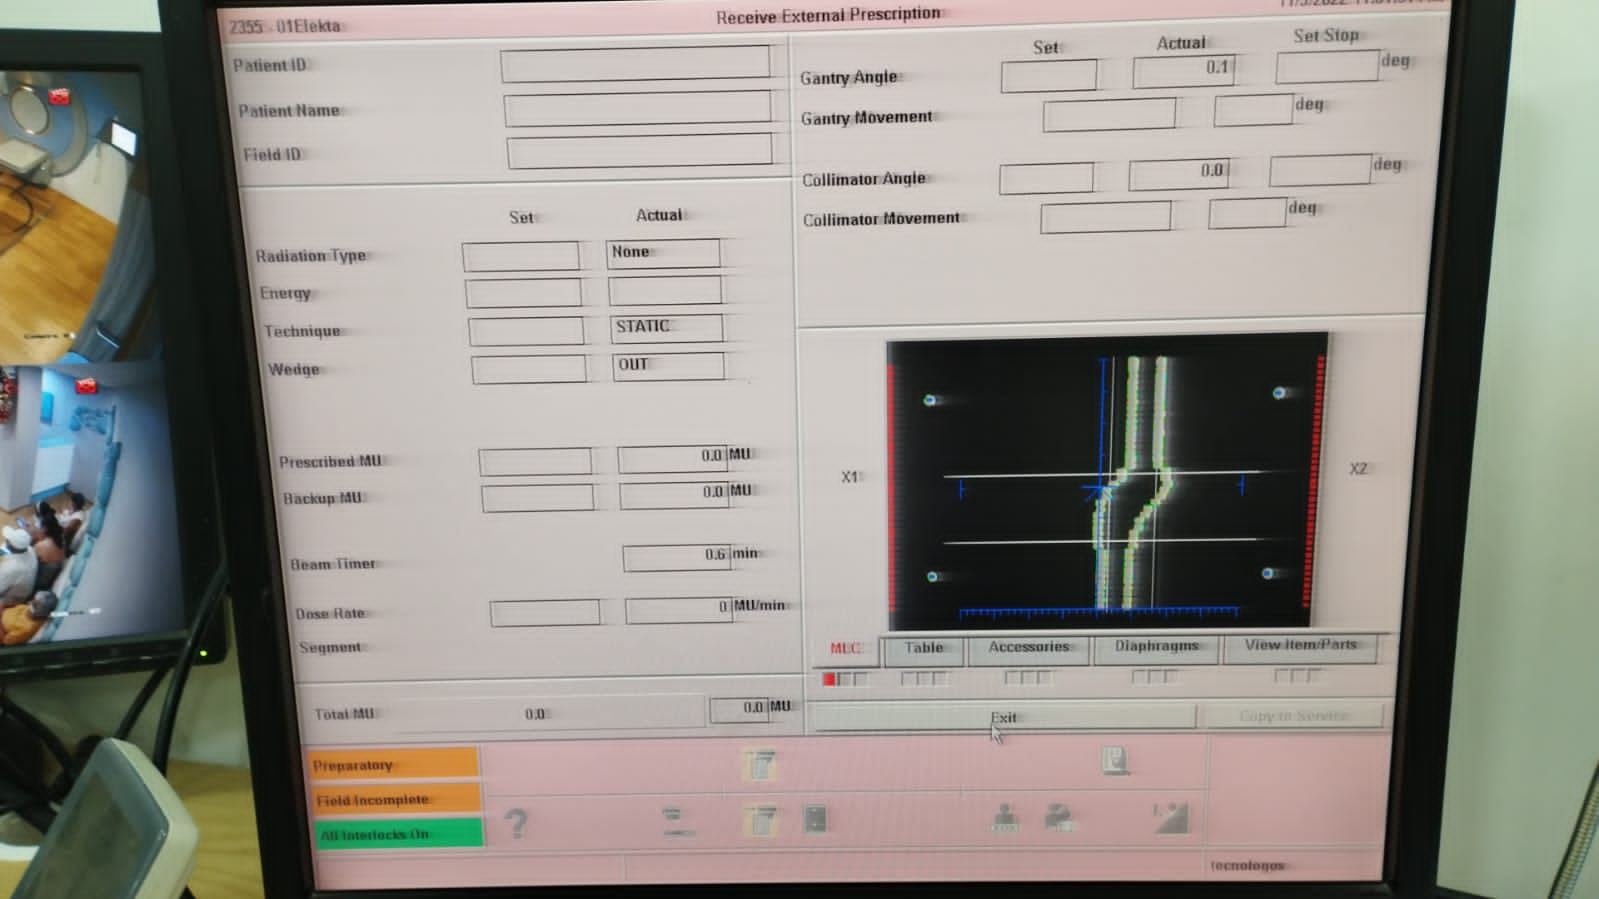 2355 - 01Elekta
Receive External Prescription
Patient ID
Patient Name
Field ID
Set Actual Set Stop
Gantry Angle 0.1 deg
Gantry Movement deg
Collimator Angle 0.0 deg
Collimator Movement deg
Set Actual
Radiation Type None
Energy
Technique STATIC
Wedge OUT
Prescribed MU 0.0 MU
Backup MU 0.0 MU
Beam Timer 0.6 min
Dose Rate 0 MU/min
Segment
Total MU 0.0 0.0 MU
X1 X2
MLC Table Accessories Diaphragms View Item/Parts
Exit Copy to Service
Preparatory
Field Incomplete
All Interlocks On
?
tecnologos